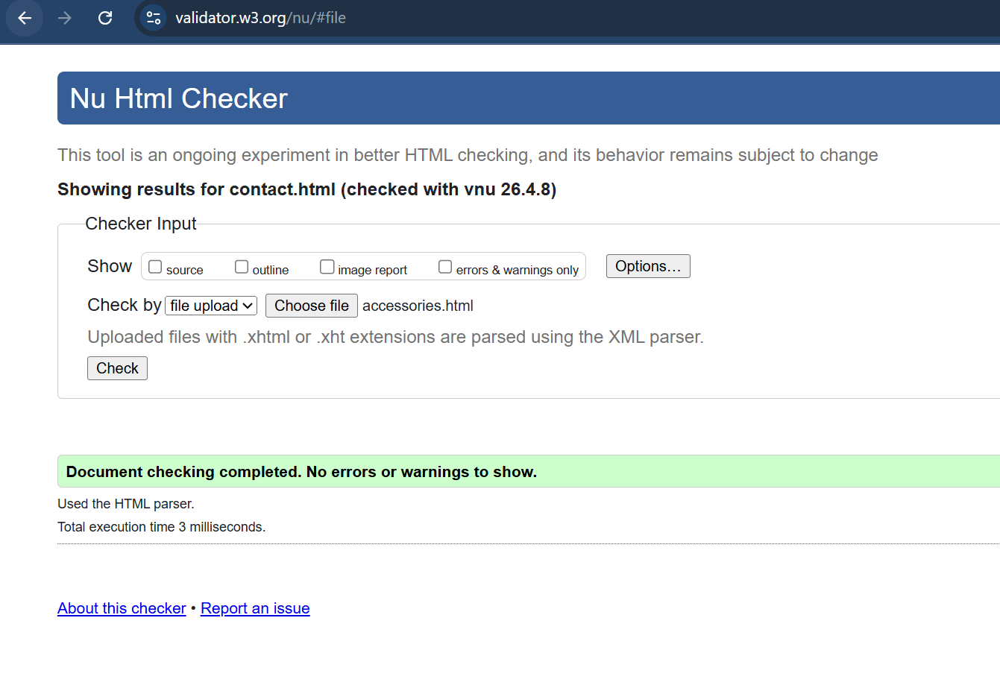 validator.w3.org/nu/#file
Nu Html Checker
This tool is an ongoing experiment in better HTML checking, and its behavior remains subject to change
Showing results for contact.html (checked with vnu 26.4.8)
Checker Input
Show source outline image report errors & warnings only Options…
Check by file upload Choose file accessories.html
Uploaded files with .xhtml or .xht extensions are parsed using the XML parser.
Check
Document checking completed. No errors or warnings to show.
Used the HTML parser.
Total execution time 3 milliseconds.
About this checker • Report an issue